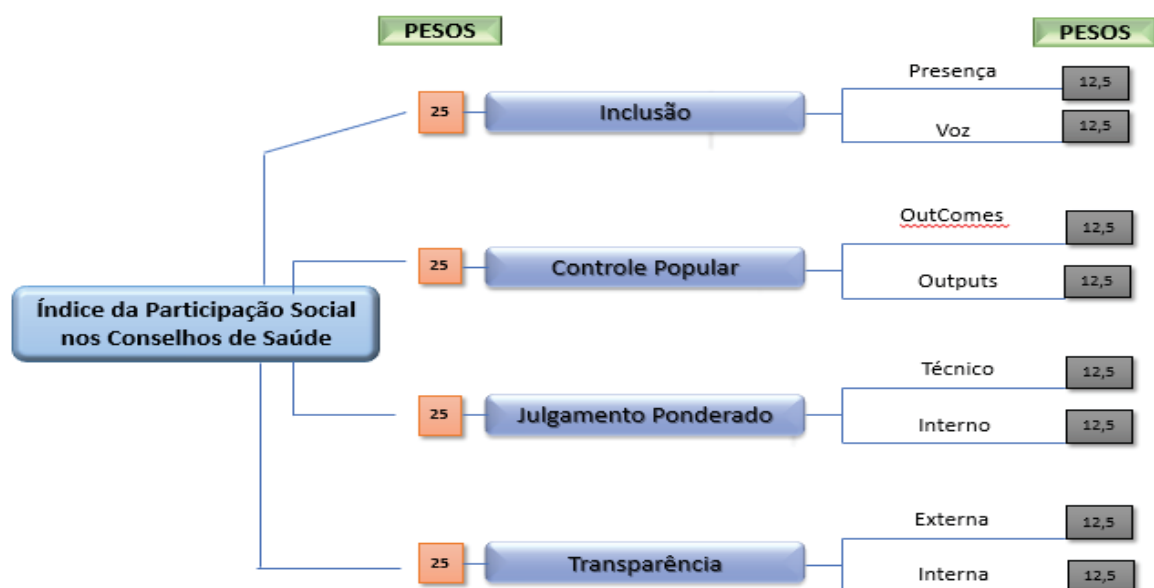 PESOS
PESOS
Presença
12,5
25
Inclusão
Voz
12,5
OutComes
12,5
25
Controle Popular
Outputs
12,5
Índice da Participação Social
nos Conselhos de Saúde
Técnico
12,5
25
Julgamento Ponderado
Interno
12,5
Externa
12,5
25
Transparência
Interna
12,5